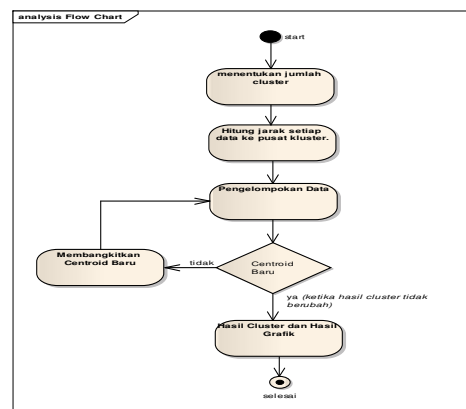 analysis Flow Chart
start
menentukan jumlah
cluster
Hitung jarak setiap
data ke pusat kluster.
Pengelompokan Data
Membangkitkan
Centroid Baru
tidak
Centroid
Baru
ya (ketika hasil cluster tidak
berubah)
Hasil Cluster dan Hasil
Grafik
selesai